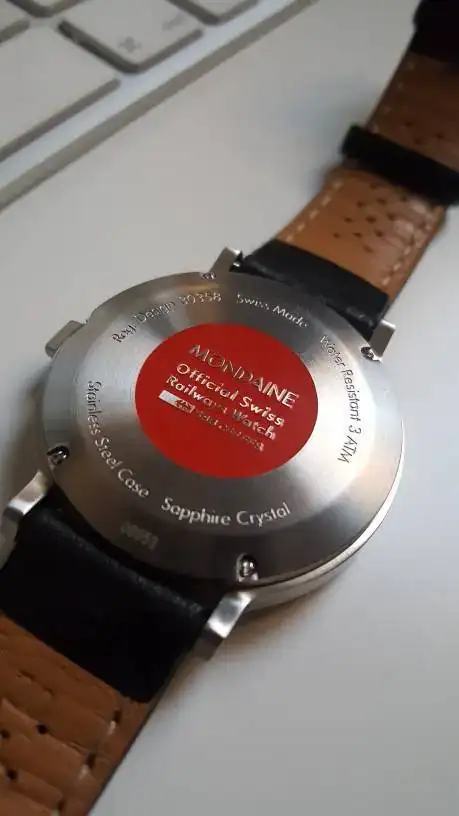 MONDAINE
Official Swiss
Railways Watch
Reg. Design 30358 Swiss Made Water Resistant 3 ATM
Stainless Steel Case Sapphire Crystal